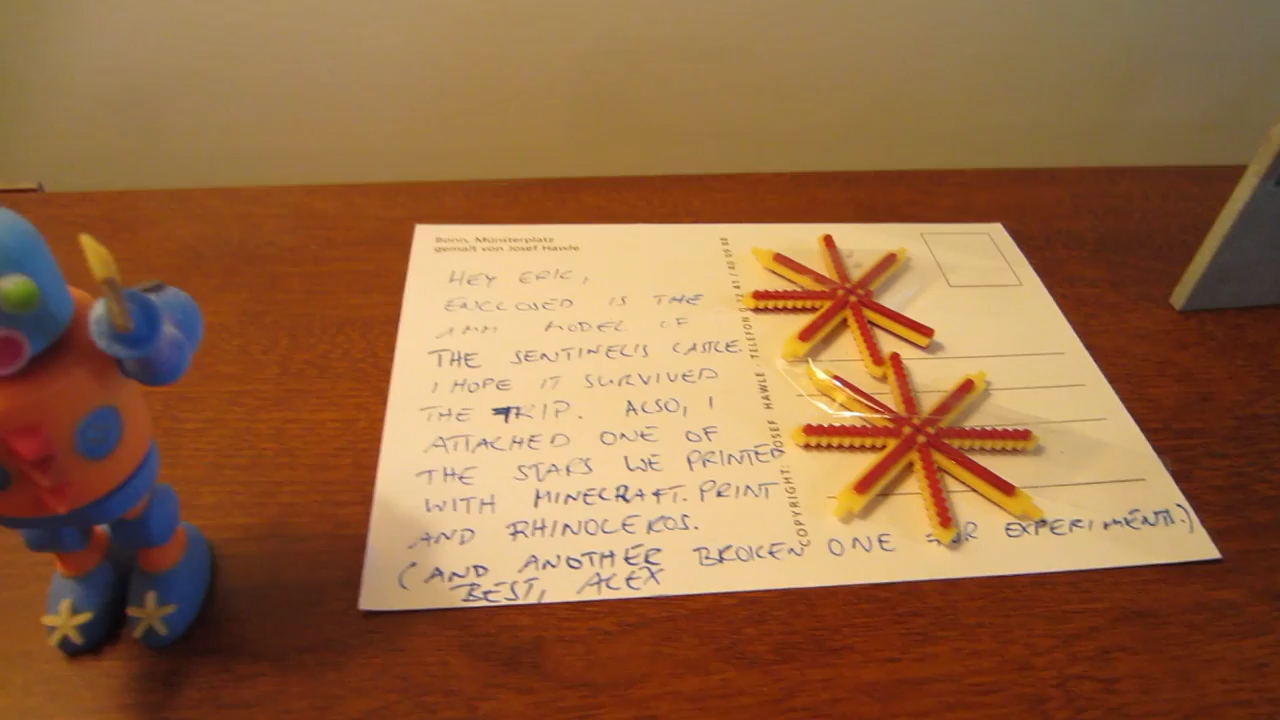 Bonn, Münsterplatz
gemalt von Josef Hawle
HEY ERIC,
ENCLOSED IS THE
1MM MODEL OF
THE SENTINEL'S CASTLE.
I HOPE IT SURVIVED
THE TRIP. ALSO, I
ATTACHED ONE OF
THE STARS WE PRINTED
WITH MINECRAFT.PRINT
AND RHINOCEROS.
(AND ANOTHER BROKEN ONE FOR EXPERIMENTS.)
BEST, ALEX
COPYRIGHT: JOSEF HAWLE TELEFON